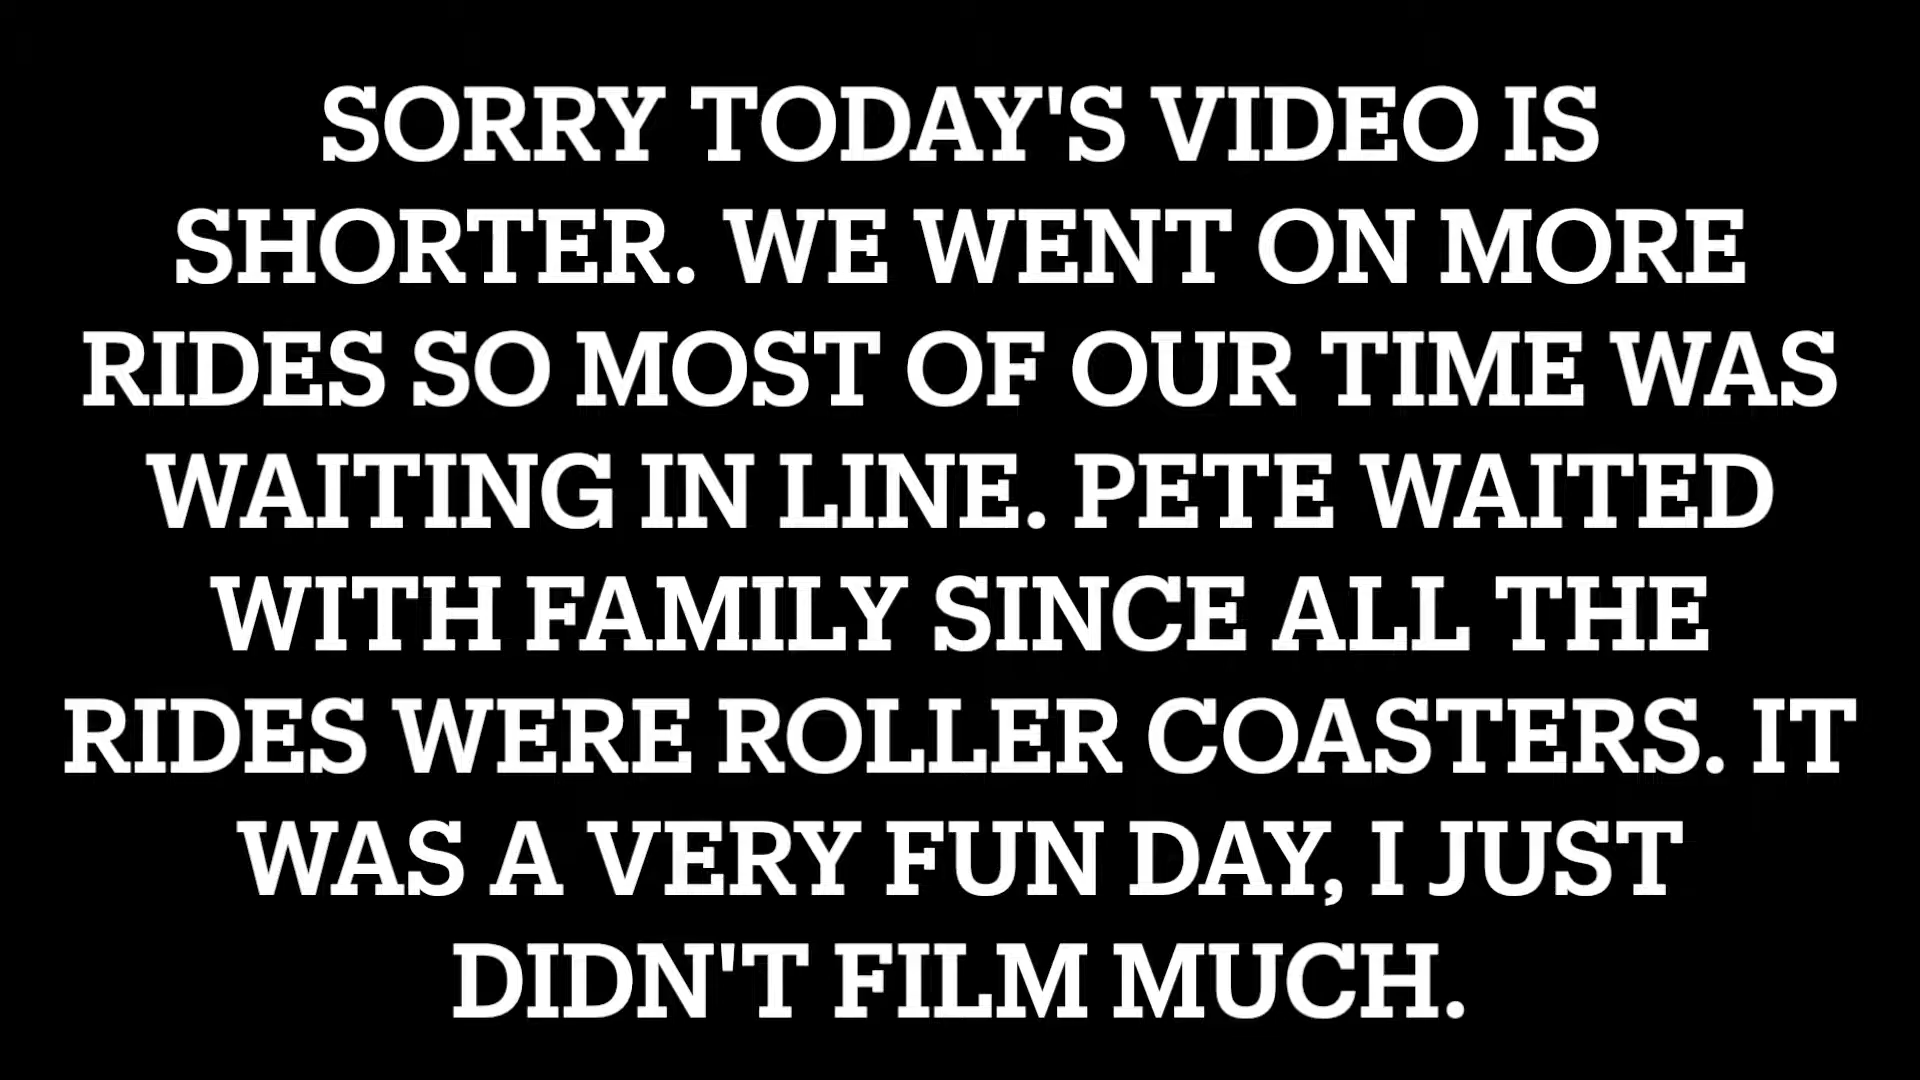 SORRY TODAY'S VIDEO IS
SHORTER. WE WENT ON MORE
RIDES SO MOST OF OUR TIME WAS
WAITING IN LINE. PETE WAITED
WITH FAMILY SINCE ALL THE
RIDES WERE ROLLER COASTERS. IT
WAS A VERY FUN DAY, I JUST
DIDN'T FILM MUCH.